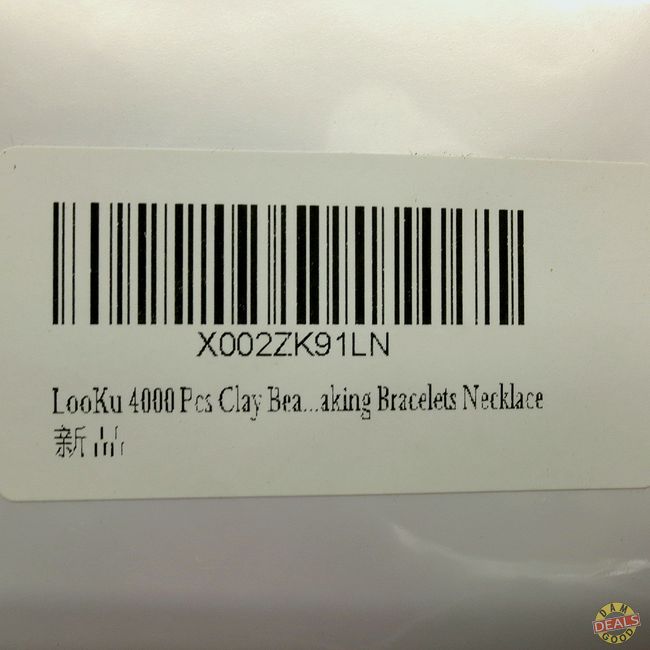 X002ZK91LN
LooKu 4000 Pcs Clay Bea...aking Bracelets Necklace
新品
DAM
DEALS
GOOD